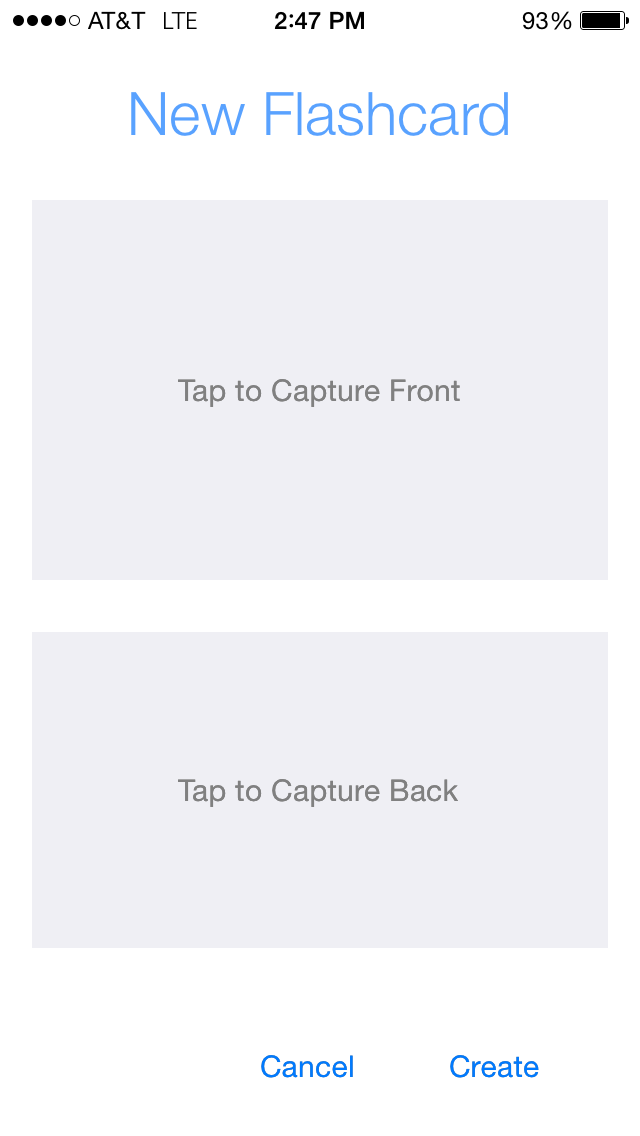 AT&T LTE 2:47 PM 93%
New Flashcard
Tap to Capture Front
Tap to Capture Back
Cancel Create